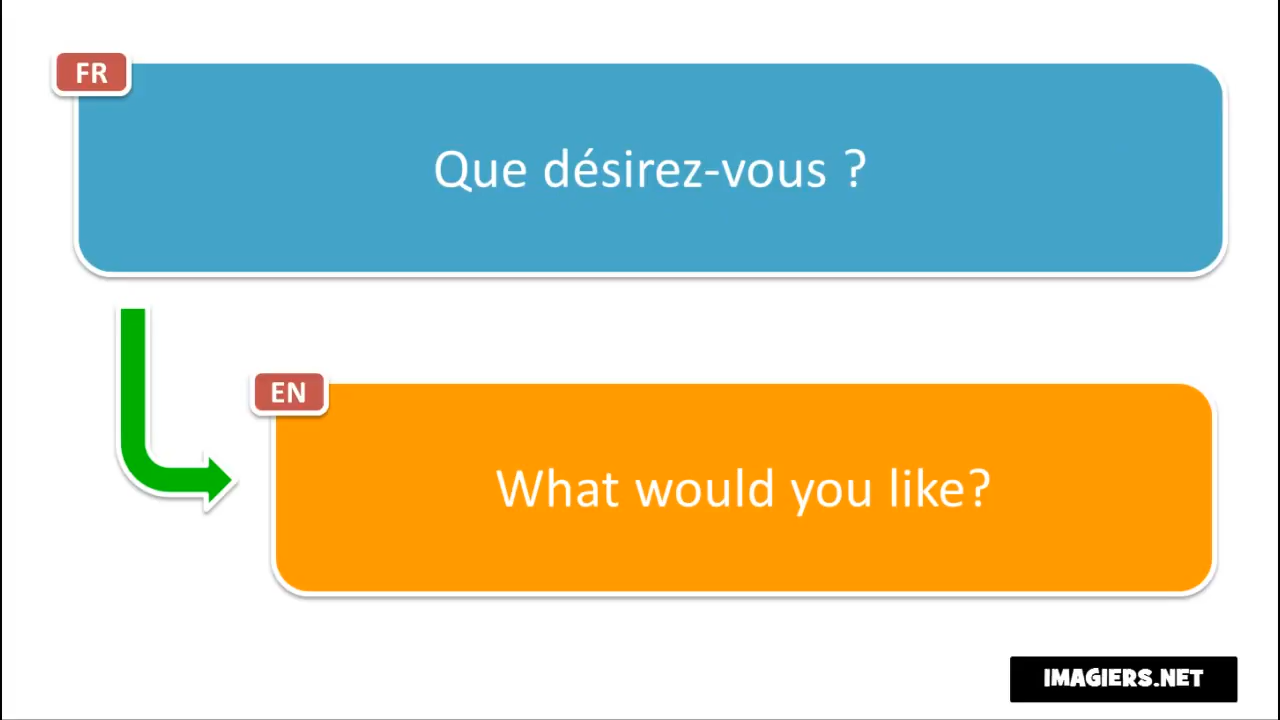 FR
Que désirez-vous ?
EN
What would you like?
IMAGIERS.NET